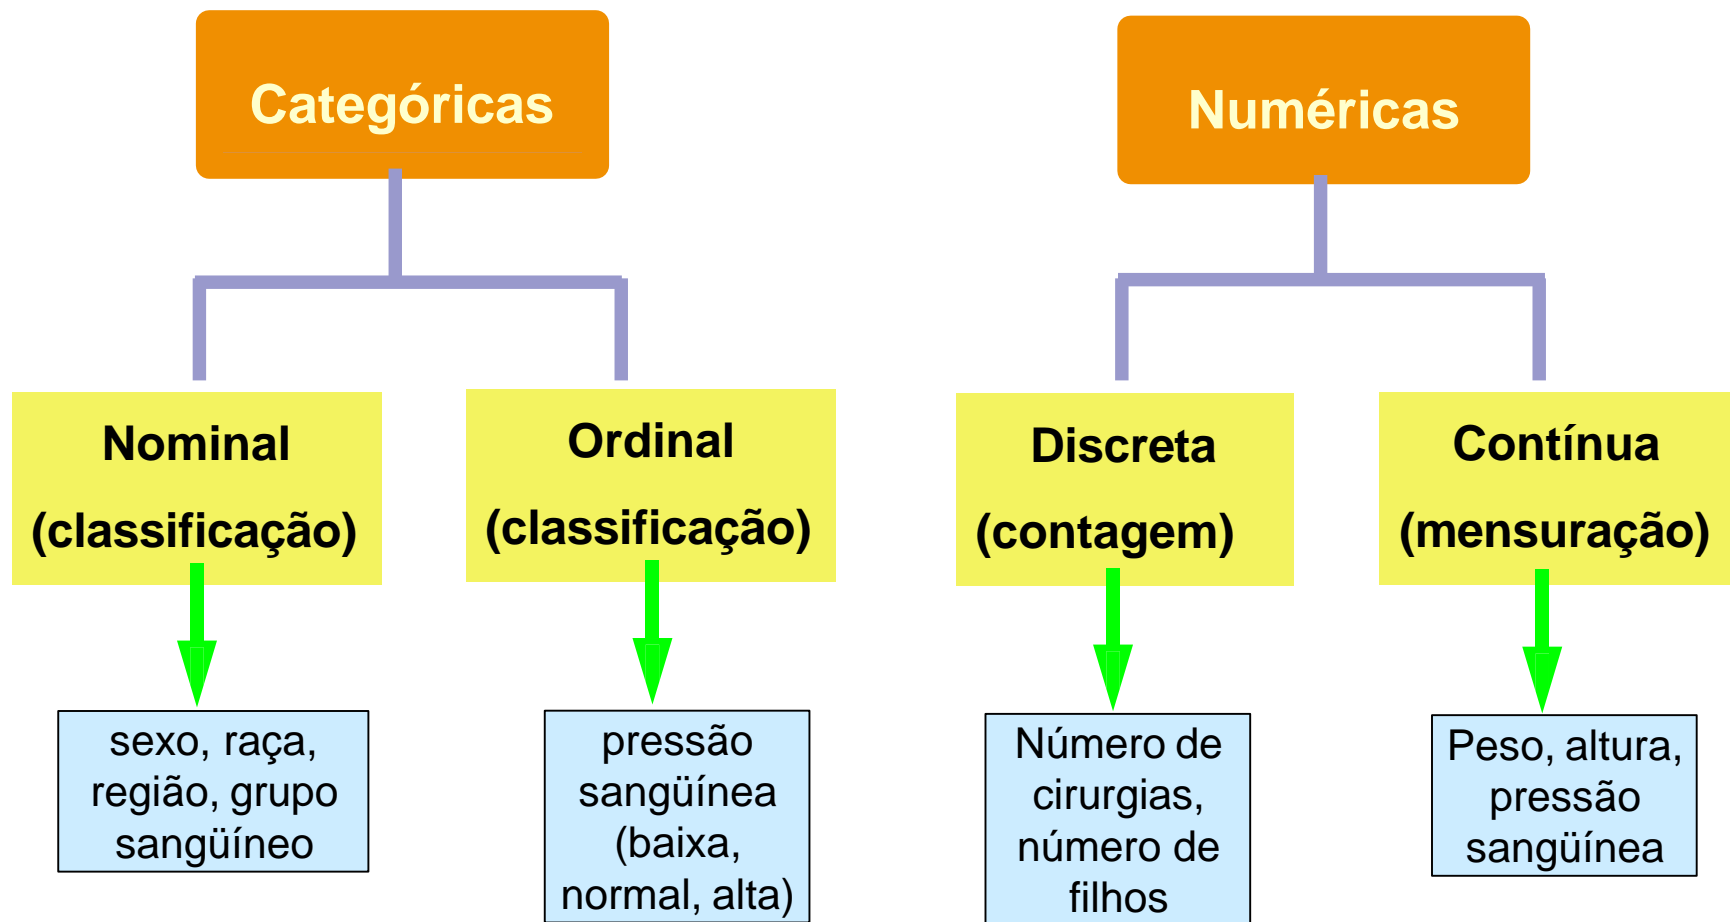 Categóricas
Numéricas
Nominal
(classificação)
Ordinal
(classificação)
Discreta
(contagem)
Contínua
(mensuração)
sexo, raça,
região, grupo
sangüíneo
pressão
sangüínea
(baixa,
normal, alta)
Número de
cirurgias,
número de
filhos
Peso, altura,
pressão
sangüínea